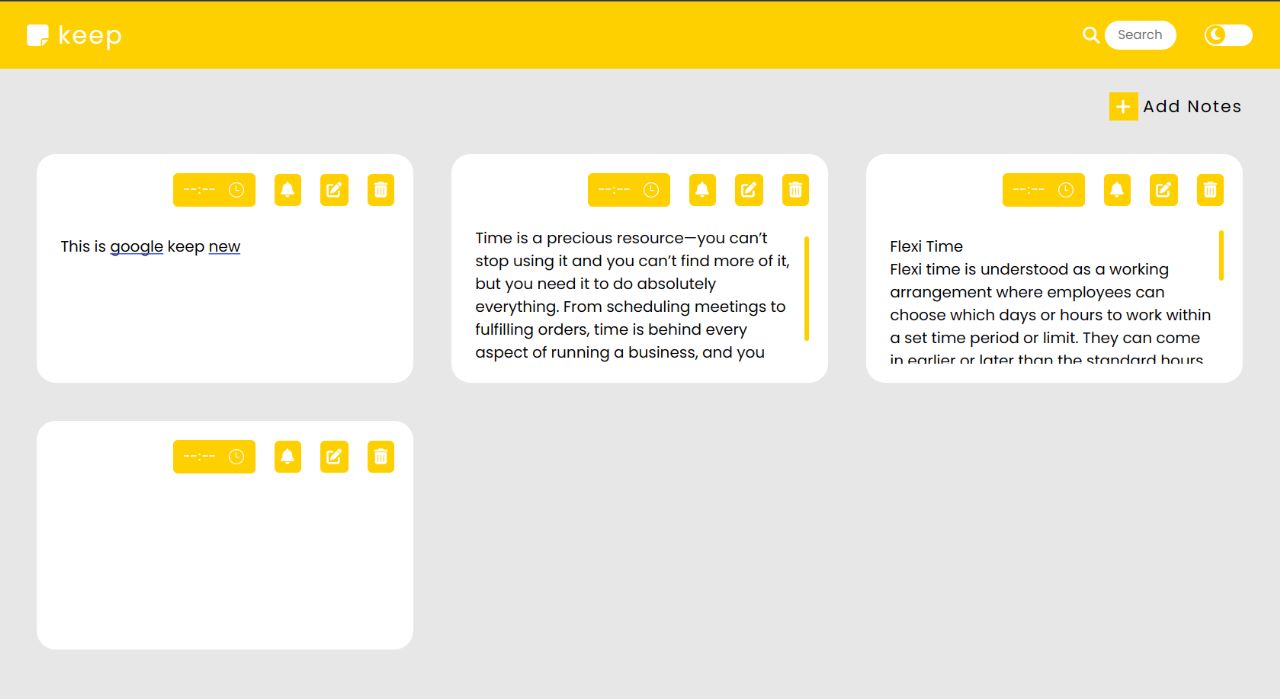 keep
Search
Add Notes
--:--
This is google keep new
--:--
Time is a precious resource—you can’t
stop using it and you can’t find more of it,
but you need it to do absolutely
everything. From scheduling meetings to
fulfilling orders, time is behind every
aspect of running a business, and you
--:--
Flexi Time
Flexi time is understood as a working
arrangement where employees can
choose which days or hours to work within
a set time period or limit. They can come
in earlier or later than the standard hours
--:--